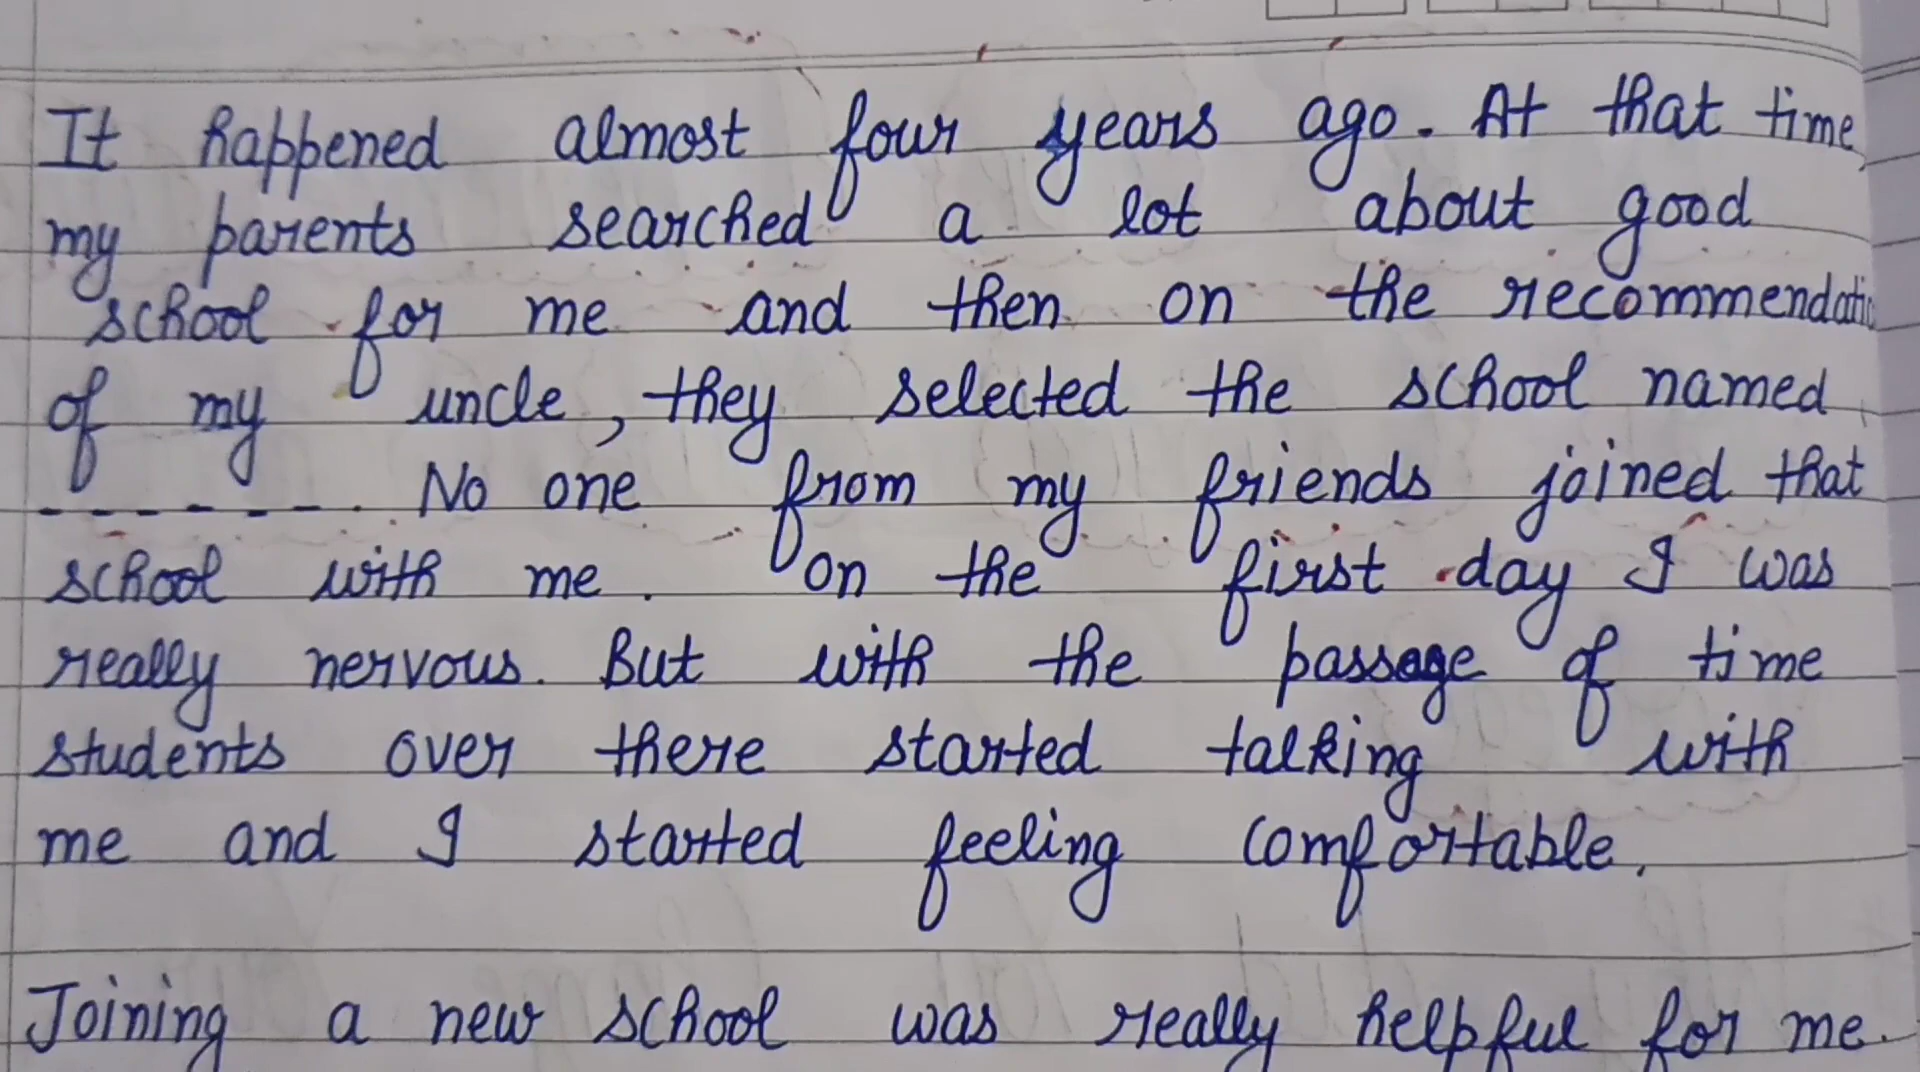 It happened almost four years ago. At that time,
my parents searched a lot about good
school for me and then on the recommendatio
of my uncle, they selected the school named
_ _ _ _ _ _ _. No one from my friends joined that
school with me. On the first day I was
really nervous. But with the passage of time
students over there started talking with
me and I started feeling comfortable.
Joining a new school was really helpful for me.